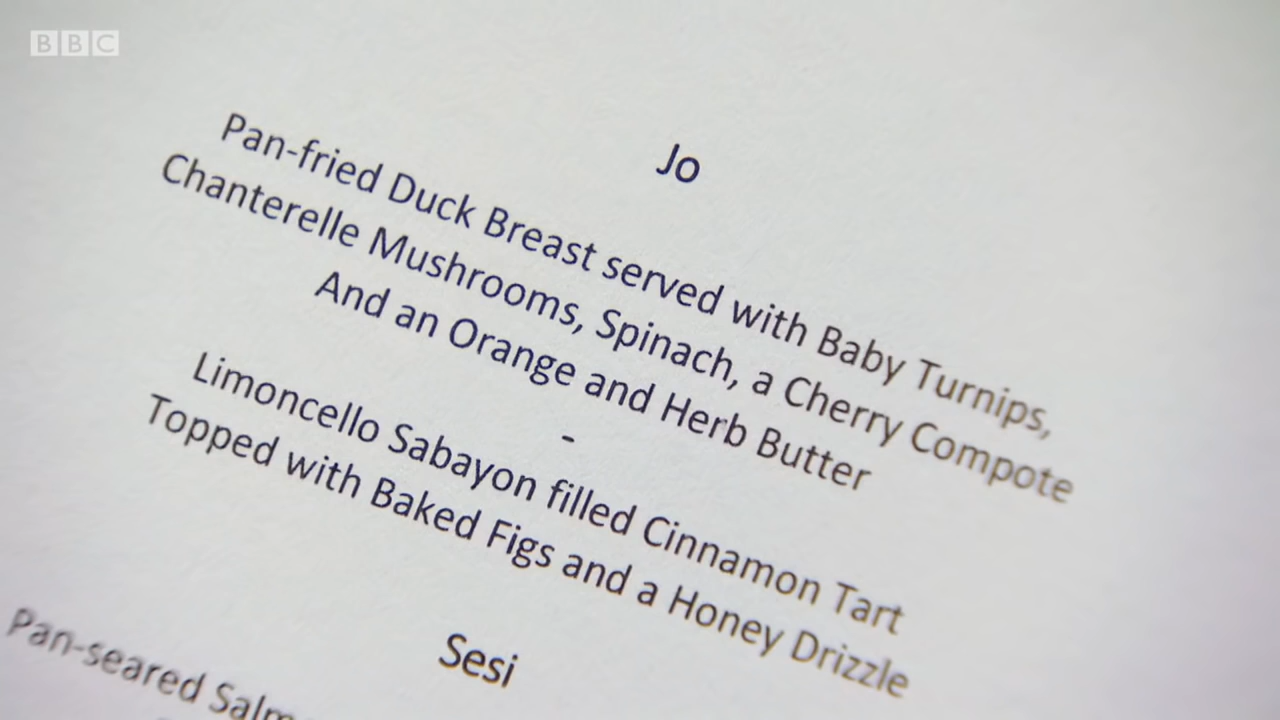 BBC
Jo
Pan-fried Duck Breast served with Baby Turnips,
Chanterelle Mushrooms, Spinach, a Cherry Compote
And an Orange and Herb Butter
-
Limoncello Sabayon filled Cinnamon Tart
Topped with Baked Figs and a Honey Drizzle
Sesi
Pan-seared